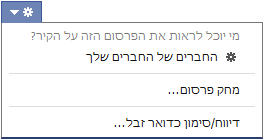 מי יוכל לראות את הפרסום הזה על הקיר?
החברים של החברים שלך
מחק פרסום...
דיווח/סימון כדואר זבל...